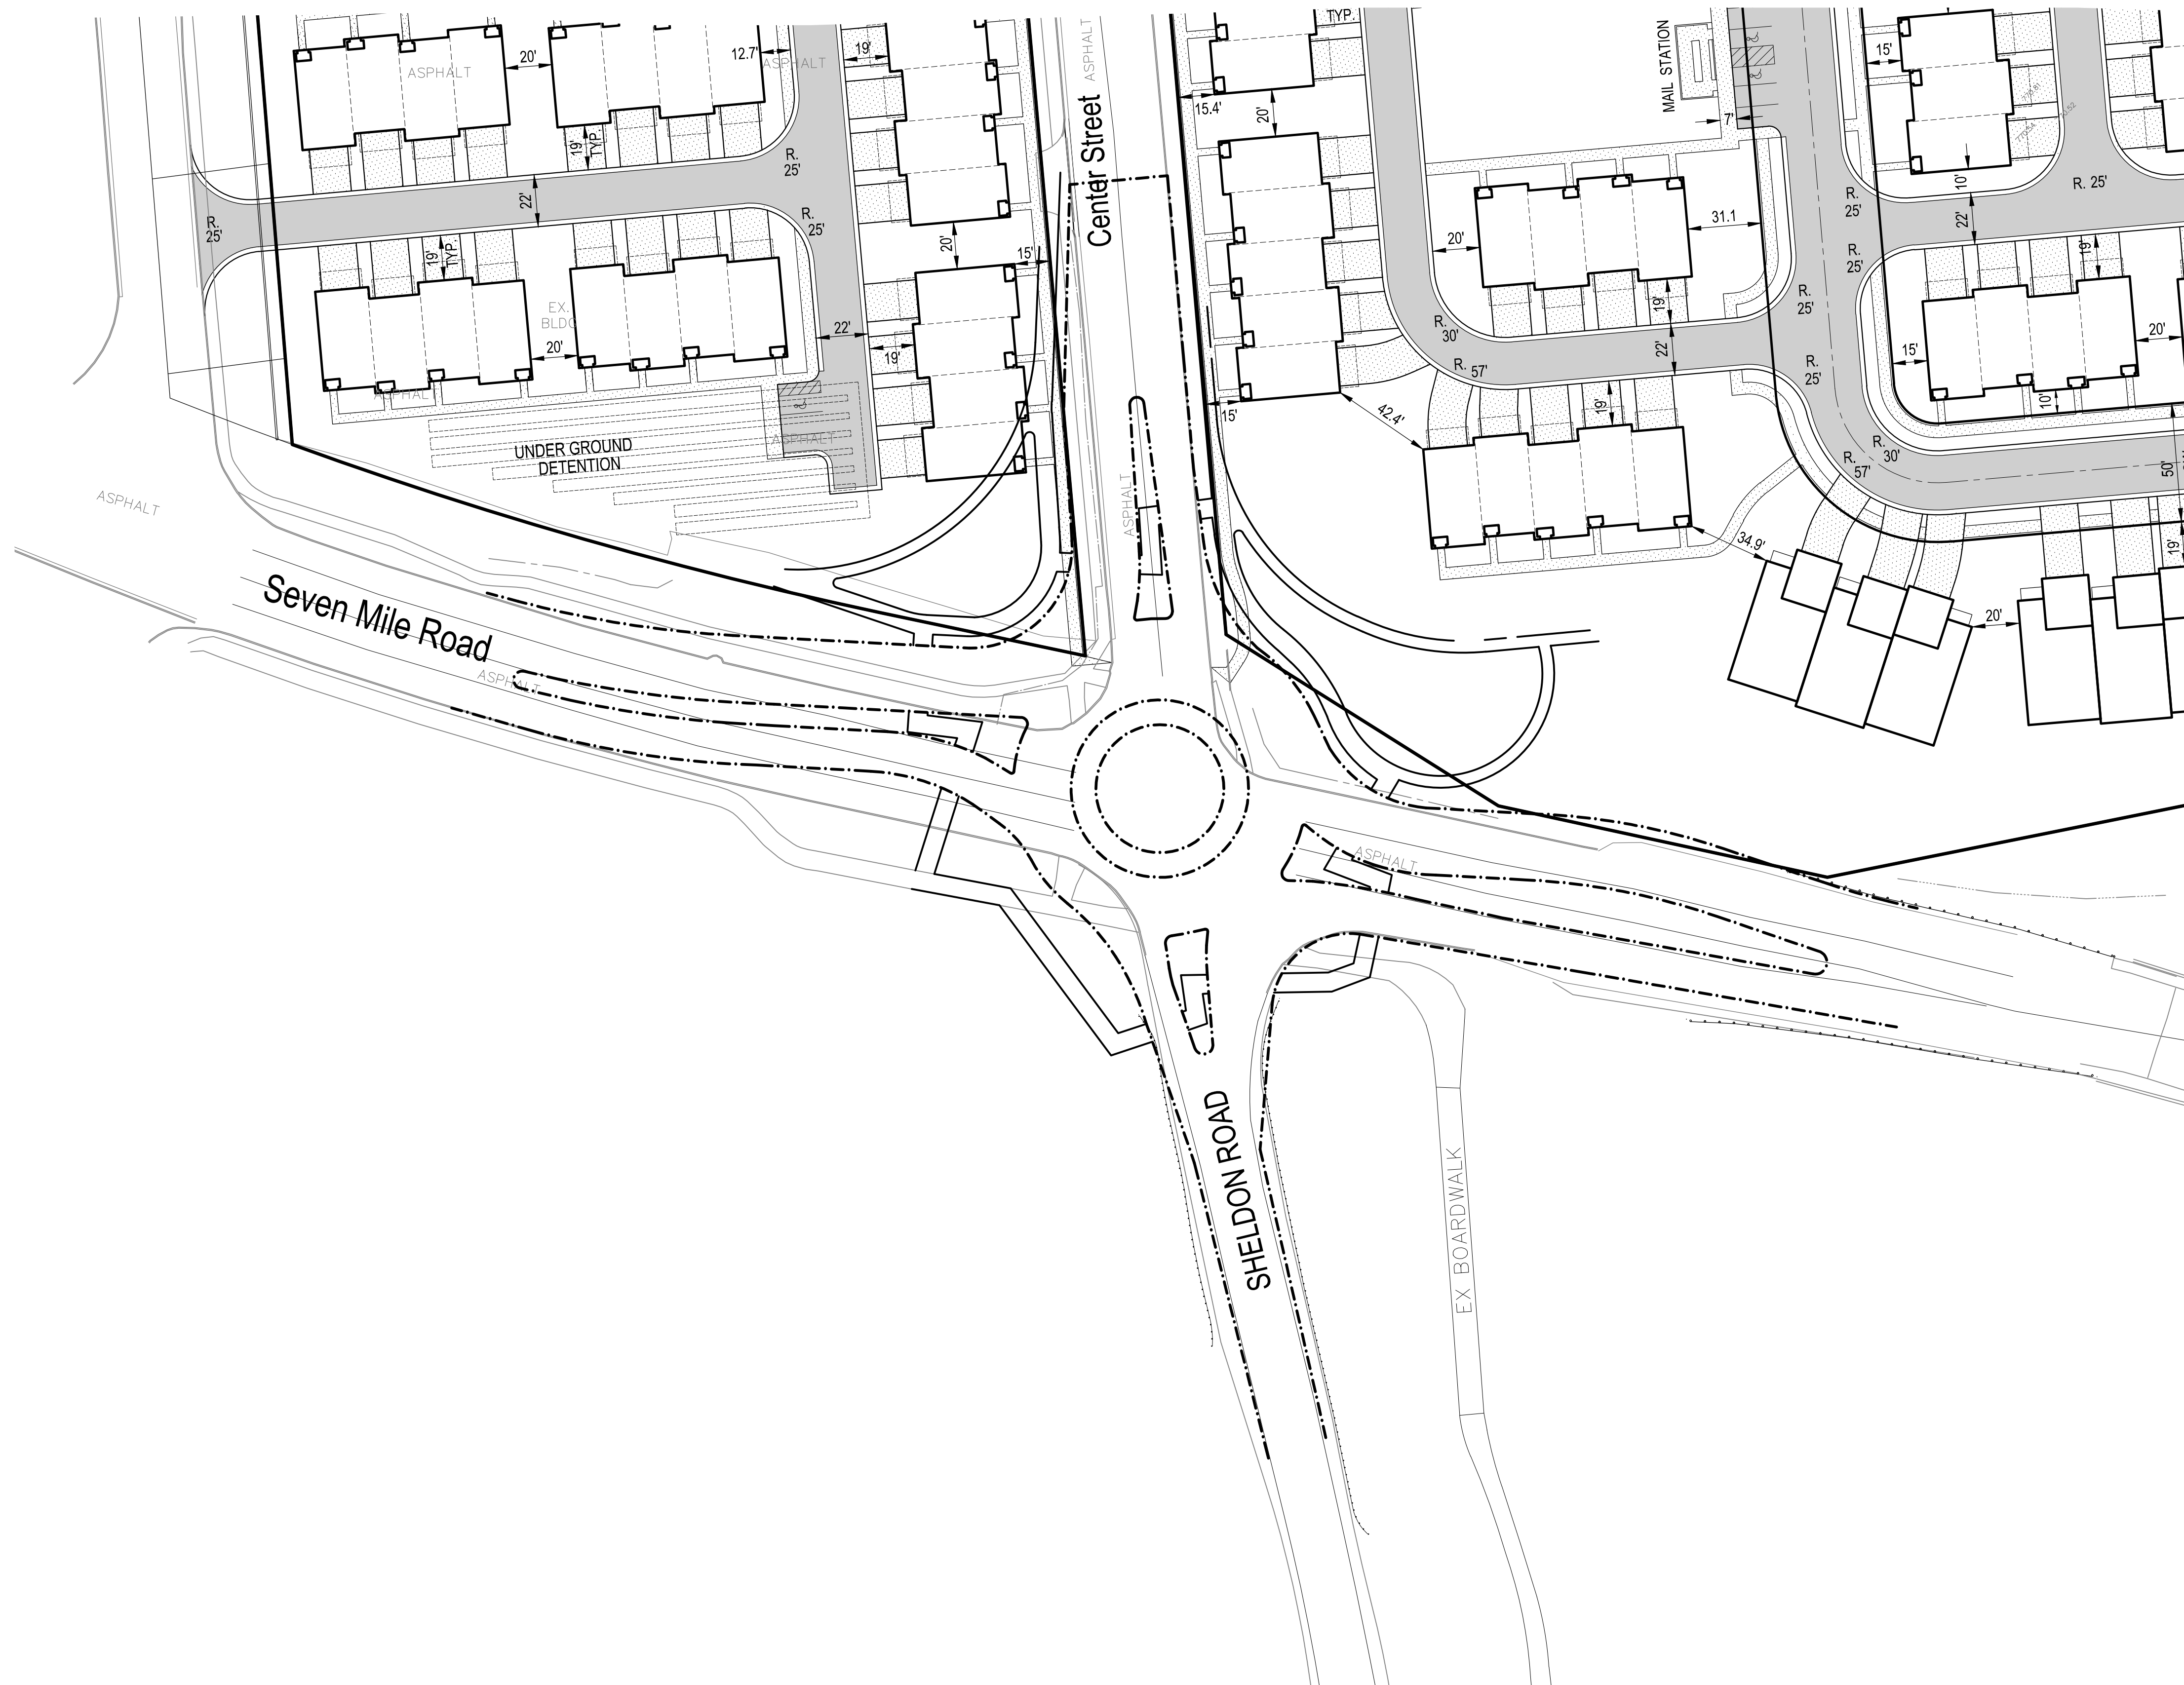 TYP.
20'
12.7'
19'
ASPHALT
ASPHALT
ASPHALT
MAIL STATION
15'
15.4'
20'
7'
19'
TYP.
R.
25'
Center Street
10'
R. 25'
R.
25'
22'
R.
25'
R.
25'
22'
20'
31.1
22'
19'
TYP.
20'
15'
R.
25'
19'
R.
25'
EX.
BLDG
22'
19'
20'
R.
30'
19'
22'
R. 57'
R.
25'
15'
20'
ASPHALT
15'
42.4'
19'
10'
UNDER GROUND
DETENTION
ASPHALT
R.
30'
R.
57'
50'
ASPHALT
ASPHALT
34.9'
19'
20'
Seven Mile Road
ASPHALT
ASPHALT
SHELDON ROAD
EX BOARDWALK